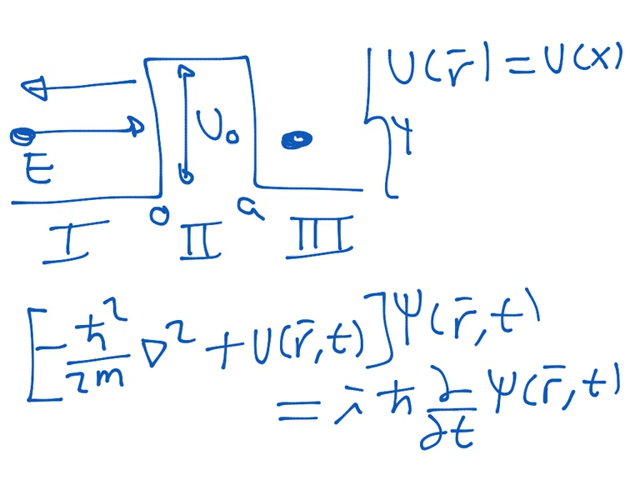 U(r̄) = U(x)
U₀
ψ
E
0 a
I II III
[-ℏ²/2m ∇² + U(r̄,t)] Ψ(r̄,t)
= iℏ ∂/∂t Ψ(r̄,t)